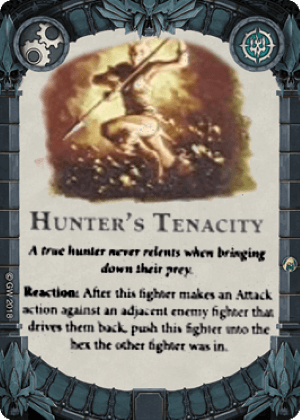 HUNTER'S TENACITY
A true hunter never relents when bringing
down their prey.
Reaction: After this fighter makes an Attack
action against an adjacent enemy fighter that
drives them back, push this fighter into the
hex the other fighter was in.
© GW 2018